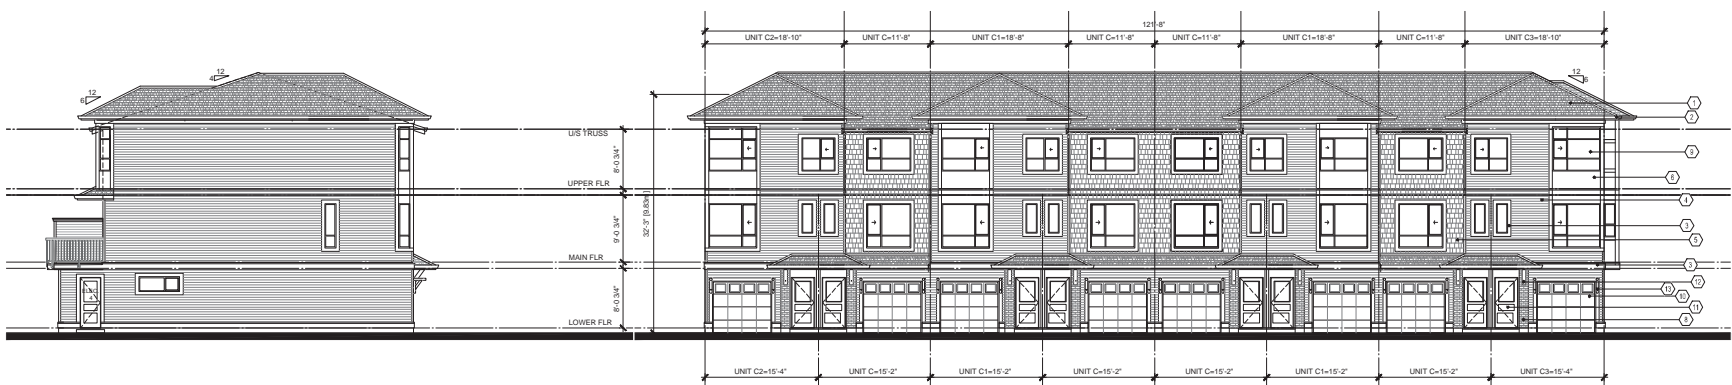 121'-8"
UNIT C2=18'-10"
UNIT C=11'-8"
UNIT C1=18'-8"
UNIT C=11'-8"
UNIT C=11'-8"
UNIT C1=18'-8"
UNIT C=11'-8"
UNIT C3=18'-10"
12
4
12
6
12
6
1
2
U/S TRUSS
8'-0 3/4"
9
UPPER FLR
6
4
9'-0 3/4"
32'-3" [9.83m]
3
5
MAIN FLR
3
12
13
10
8'-0 3/4"
11
8
LOWER FLR
4
UNIT C2=15'-4"
UNIT C=15'-2"
UNIT C1=15'-2"
UNIT C=15'-2"
UNIT C=15'-2"
UNIT C1=15'-2"
UNIT C=15'-2"
UNIT C3=15'-4"